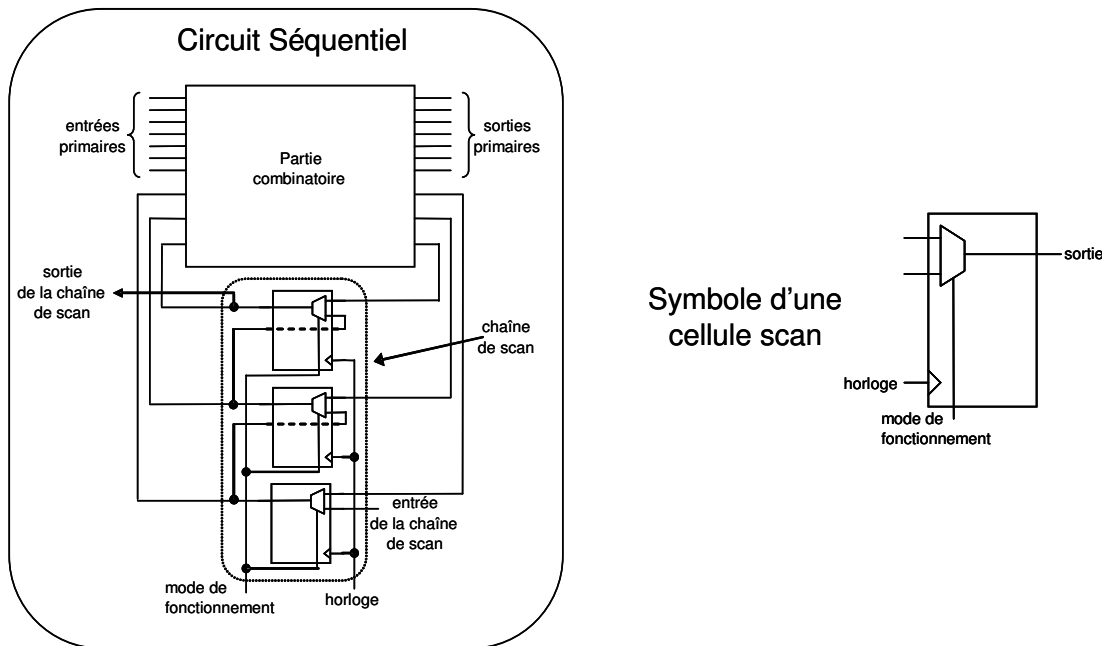 Circuit Séquentiel
entrées
primaires
Partie
combinatoire
sorties
primaires
sortie
de la chaîne
de scan
chaîne
de scan
entrée
de la chaîne
de scan
mode de
fonctionnement
horloge
Symbole d'une
cellule scan
sortie
horloge
mode de
fonctionnement